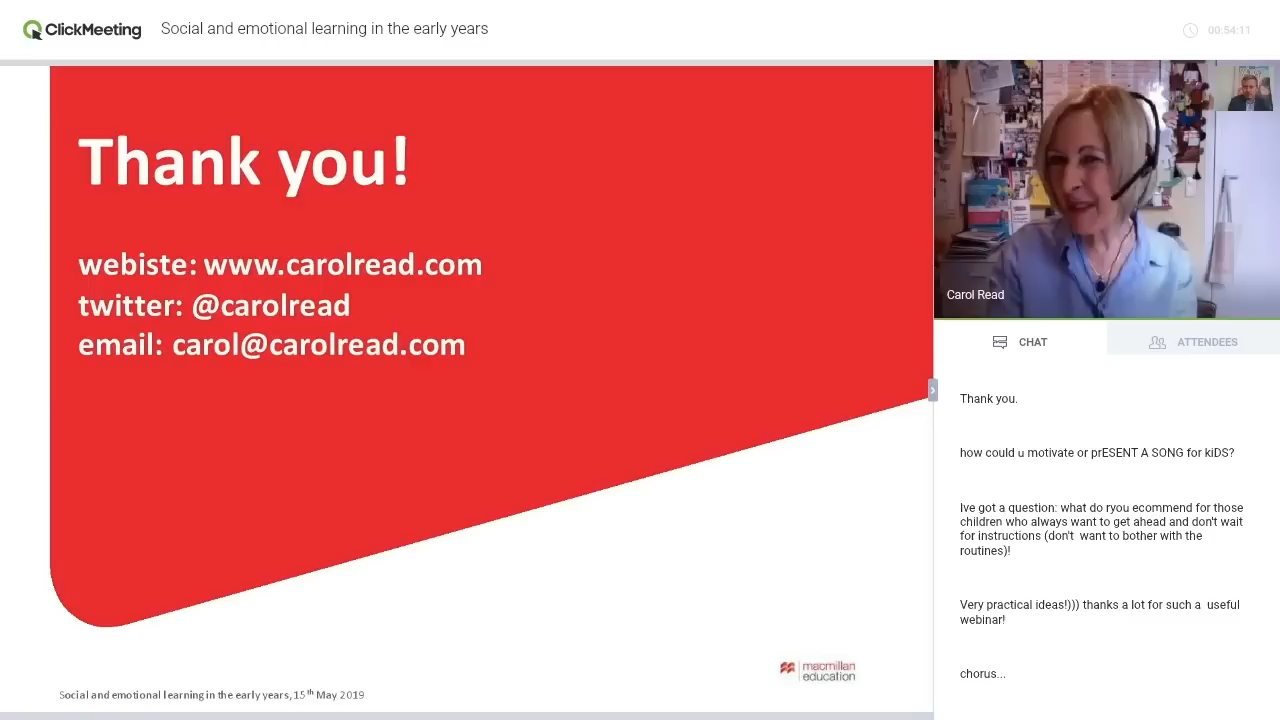 ClickMeeting
Social and emotional learning in the early years
00:54:11
Thank you!
webiste: www.carolread.com
twitter: @carolread
email: carol@carolread.com
macmillan
education
Social and emotional learning in the early years, 15th May 2019
Carol Read
CHAT
ATTENDEES
Thank you.
how could u motivate or prESENT A SONG for kiDS?
Ive got a question: what do ryou ecommend for those
children who always want to get ahead and don't wait
for instructions (don't want to bother with the
routines)!
Very practical ideas!))) thanks a lot for such a useful
webinar!
chorus...